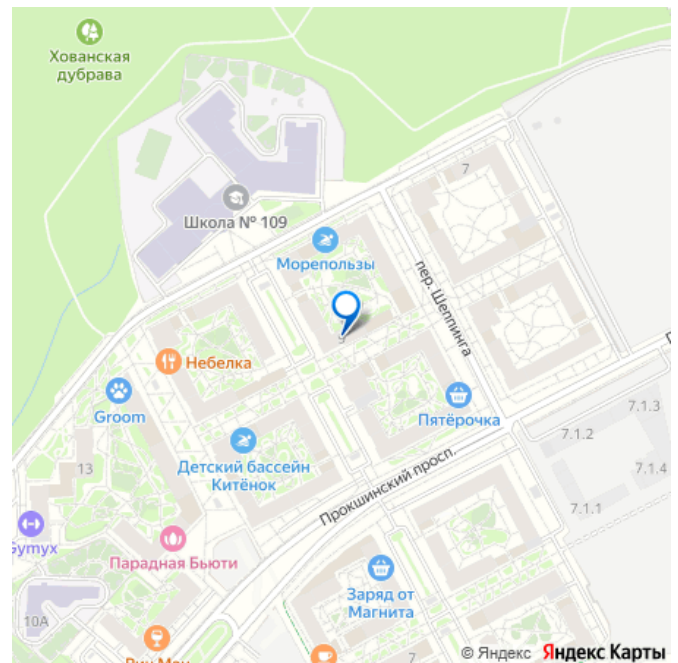 Хованская
дубрава
7
Школа № 109
Морепользы
пер. Шеппинга
Небелка
Groom
Пятёрочка
7.1.3
7.1.2
Детский бассейн
Китёнок
13
7.1.4
Прокшинский просп.
7.1.1
Gymyx
Парадная Бьюти
Заряд от
Магнита
10А
7
© Яндекс Яндекс Карты